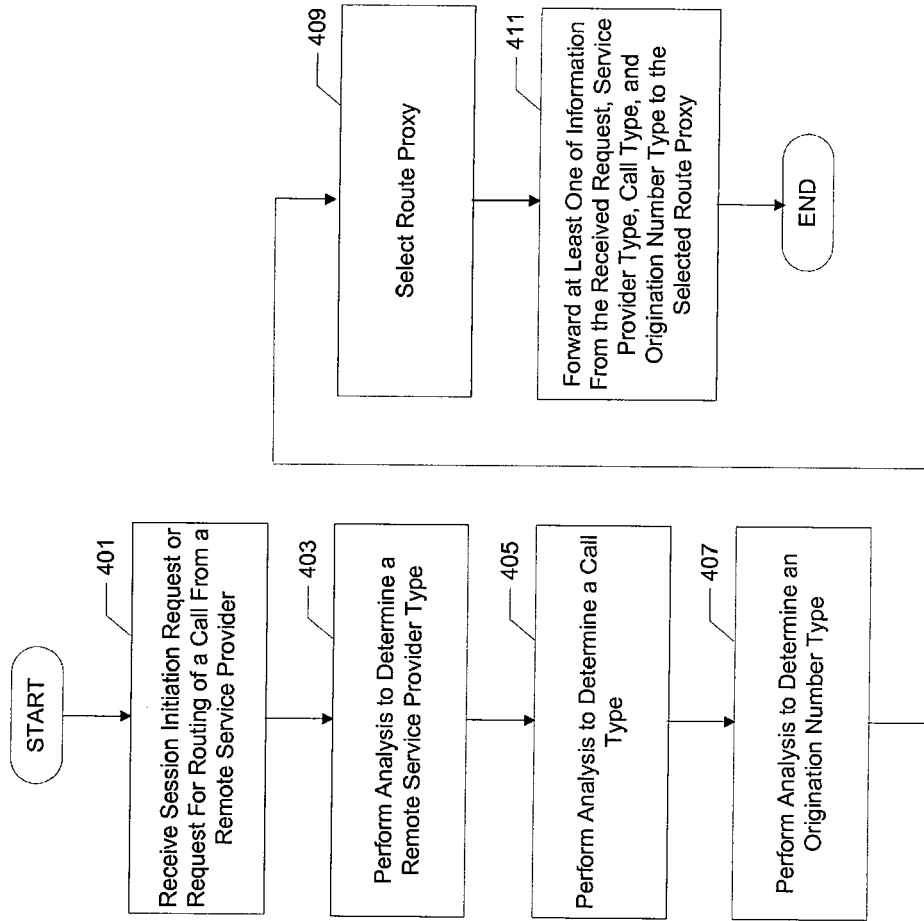 START
401
Receive Session Initiation Request or
Request For Routing of a Call From a
Remote Service Provider
403
Perform Analysis to Determine a
Remote Service Provider Type
405
Perform Analysis to Determine a Call
Type
407
Perform Analysis to Determine an
Origination Number Type
409
Select Route Proxy
411
Forward at Least One of Information
From the Received Request, Service
Provider Type, Call Type, and
Origination Number Type to the
Selected Route Proxy
END